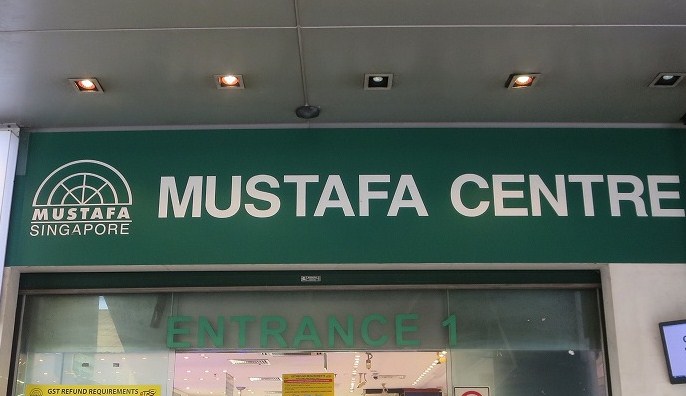 MUSTAFA CENTRE
MUSTAFA
SINGAPORE
ENTRANCE 1
GST REFUND REQUIREMENTS